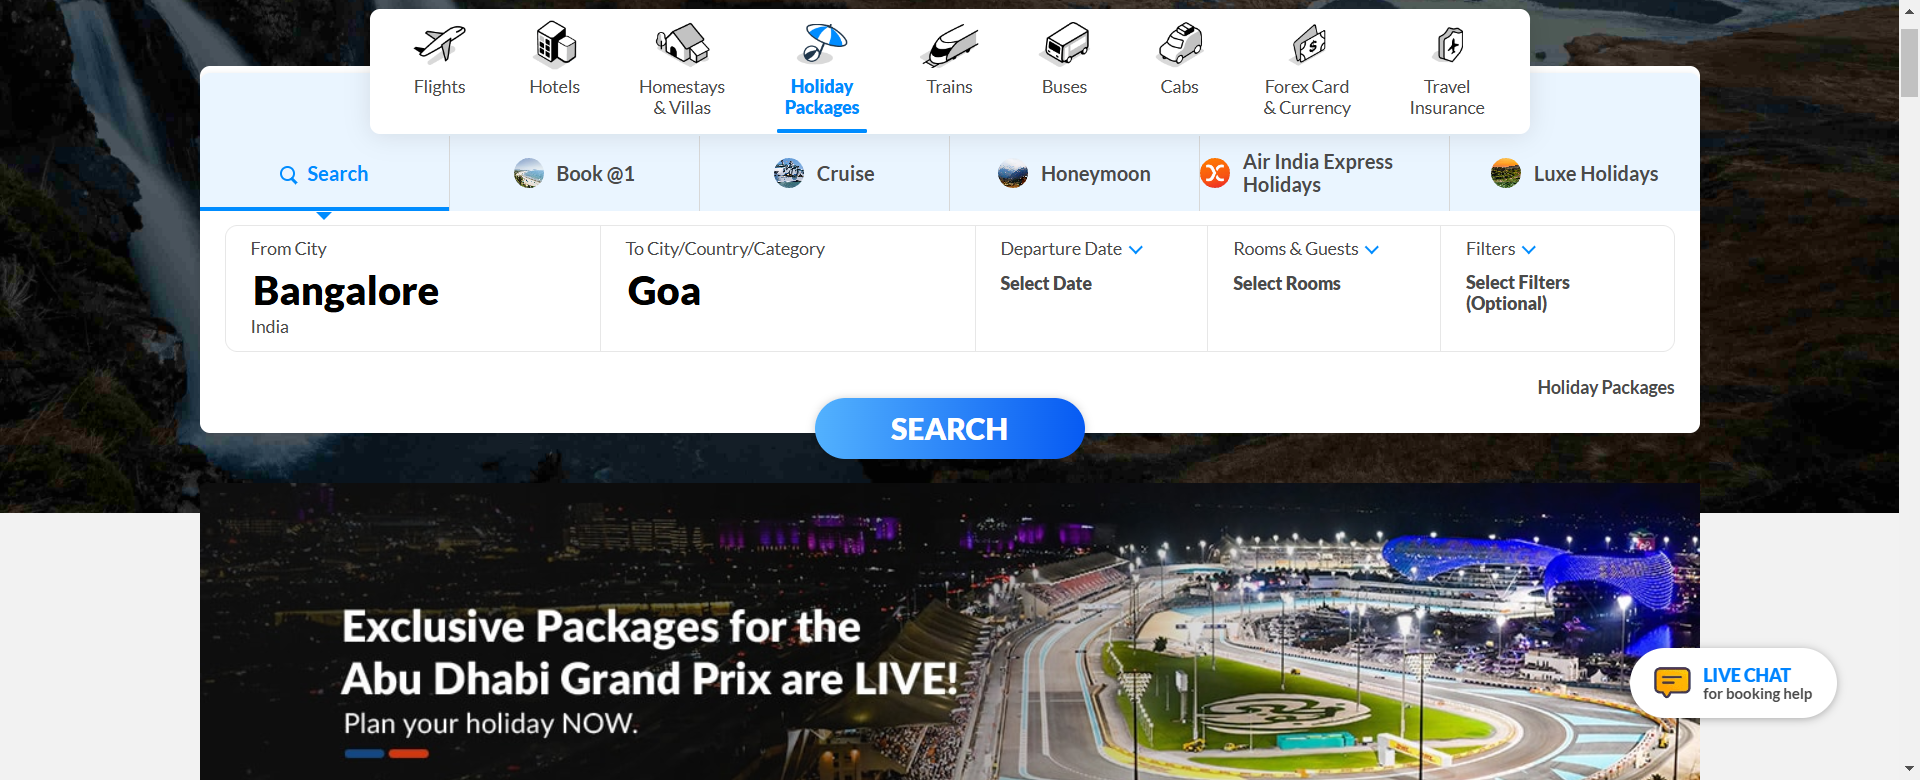 Flights
Hotels
Homestays
& Villas
Holiday
Packages
Trains
Buses
Cabs
Forex Card
& Currency
Travel
Insurance
Search
Book @1
Cruise
Honeymoon
Air India Express
Holidays
Luxe Holidays
From City
Bangalore
India
To City/Country/Category
Goa
Departure Date
Select Date
Rooms & Guests
Select Rooms
Filters
Select Filters
(Optional)
Holiday Packages
SEARCH
Exclusive Packages for the
Abu Dhabi Grand Prix are LIVE!
Plan your holiday NOW.
LIVE CHAT
for booking help